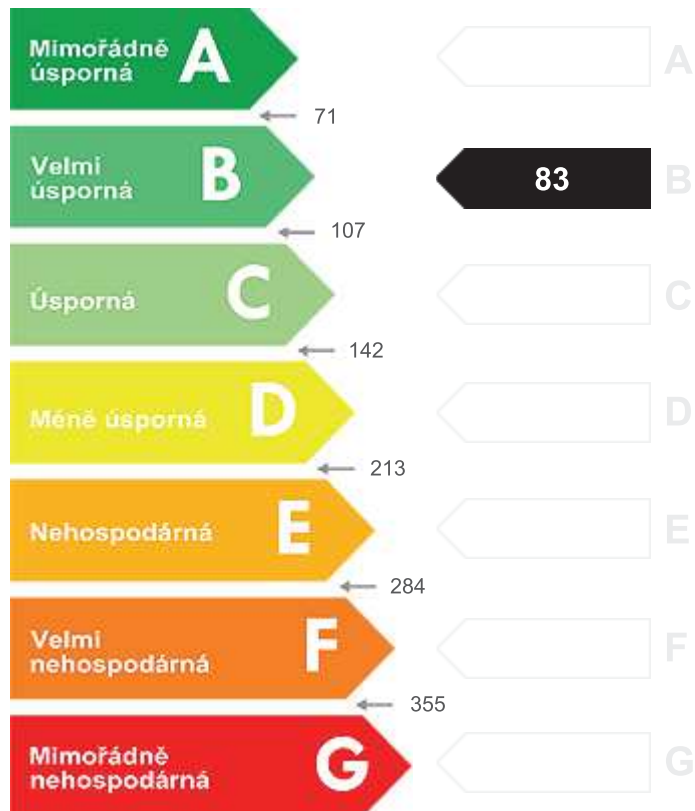 Mimořádně
úsporná
A
A
71
Velmi
úsporná
B
83
B
107
Úsporná
C
C
142
Méně úsporná
D
D
213
Nehospodárná
E
E
284
Velmi
nehospodárná
F
F
355
Mimořádně
nehospodárná
G
G